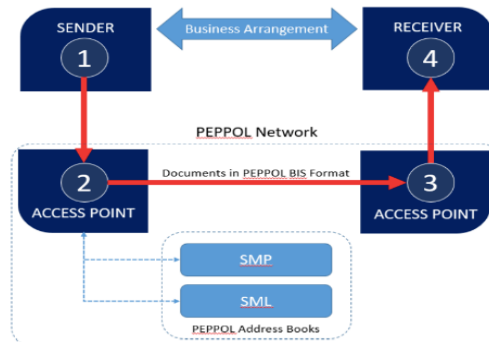 SENDER
1
Business Arrangement
RECEIVER
4
PEPPOL Network
2
ACCESS POINT
Documents in PEPPOL BIS Format
3
ACCESS POINT
SMP
SML
PEPPOL Address Books